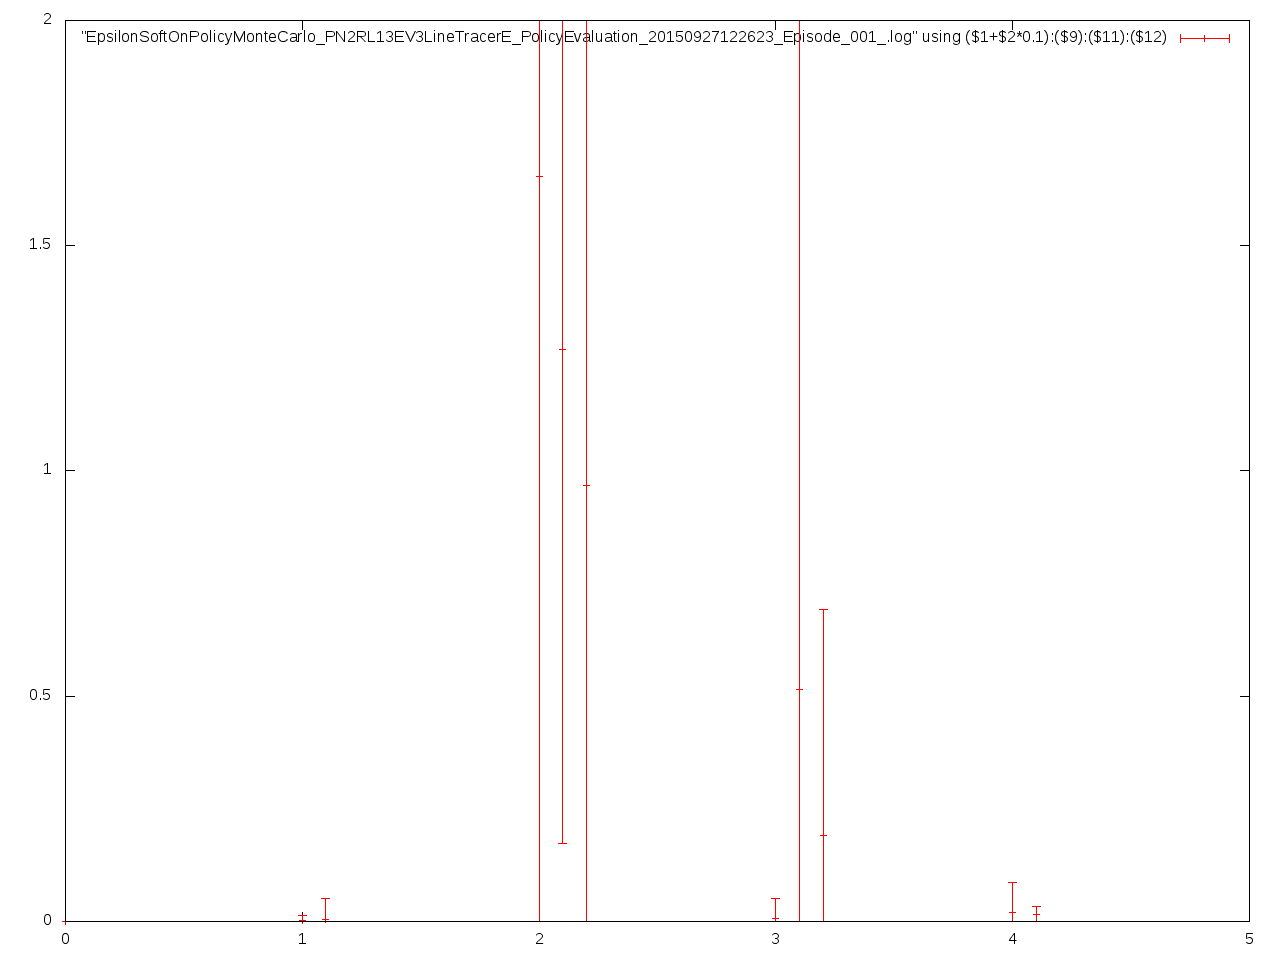 2
"EpsilonSoftOnPolicyMonteCarlo_PN2RL13EV3LineTracerE_PolicyEvaluation_20150927122623_Episode_001_.log" using ($1+$2*0.1):($9):($11):($12)
1.5
1
0.5
0
0 1 2 3 4 5